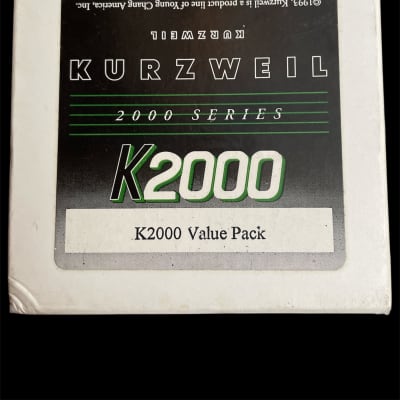 ©1993, Kurzweil is a product line of Young Chang America, Inc.
KURZWEIL
KURZWEIL
2000 SERIES
K2000
K2000 Value Pack